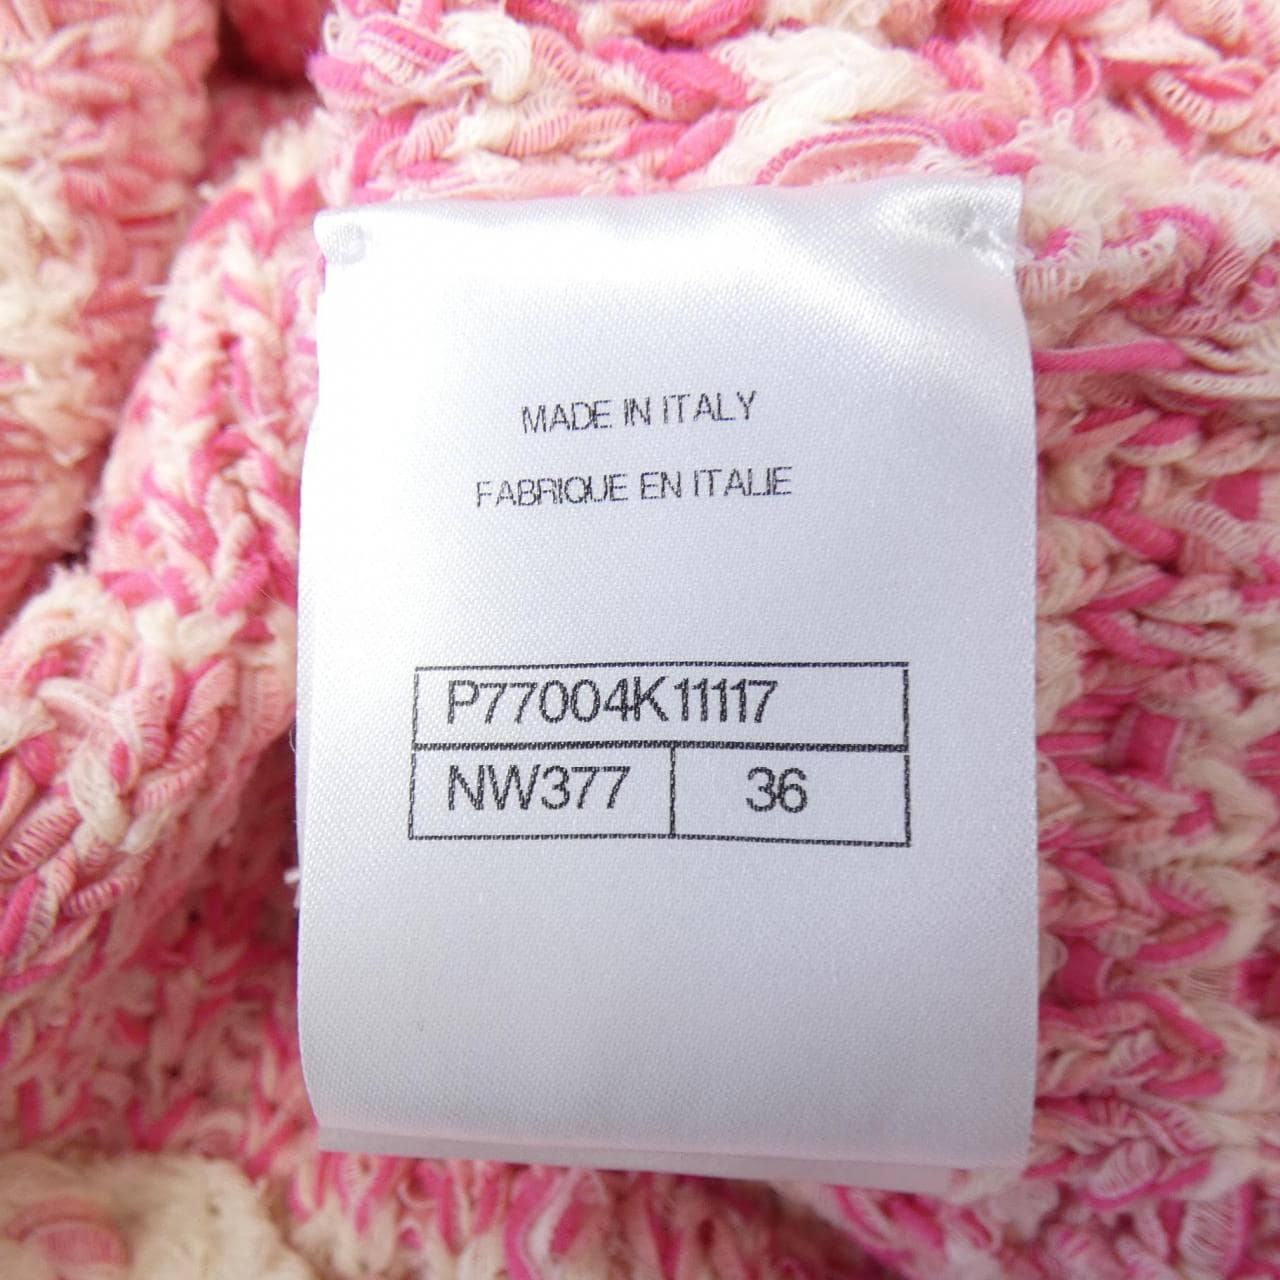 MADE IN ITALY
FABRIQUE EN ITALIE
P77004K11117
NW377 36